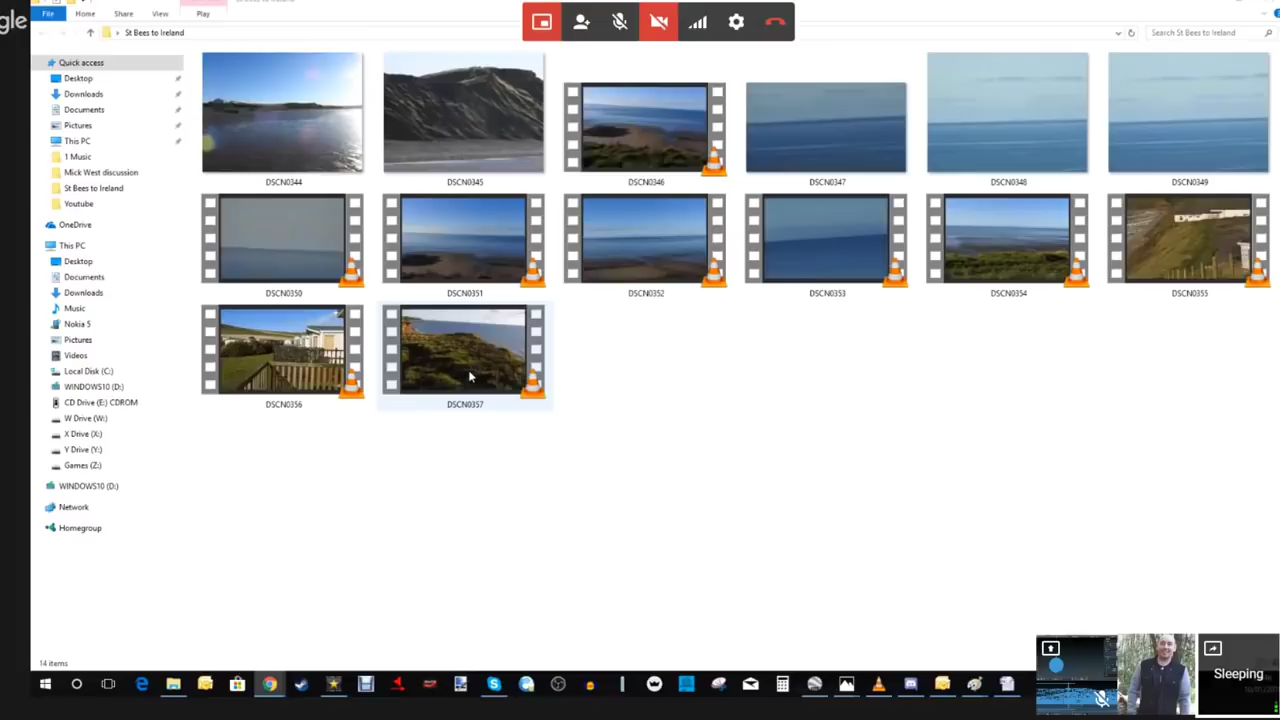 gle
File
Home
Share
View
Play
St Bees to Ireland
Search St Bees to Ireland
Quick access
Desktop
Downloads
Documents
Pictures
This PC
1 Music
Mick West discussion
St Bees to Ireland
Youtube
OneDrive
This PC
Desktop
Documents
Downloads
Music
Nokia 5
Pictures
Videos
Local Disk (C:)
WINDOWS10 (D:)
CD Drive (E:) CDROM
W Drive (W:)
X Drive (X:)
Y Drive (Y:)
Games (Z:)
WINDOWS10 (D:)
Network
Homegroup
DSCN0344
DSCN0345
DSCN0346
DSCN0347
DSCN0348
DSCN0349
DSCN0350
DSCN0351
DSCN0352
DSCN0353
DSCN0354
DSCN0355
DSCN0356
DSCN0357
14 items
Sleeping